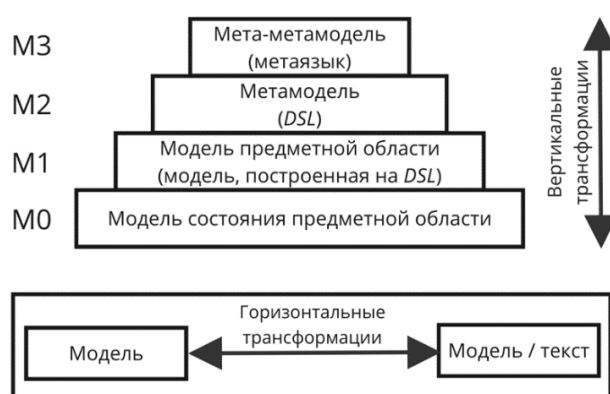 M3
Мета-метамодель
(метаязык)
M2
Метамодель
(DSL)
M1
Модель предметной области
(модель, построенная на DSL)
M0
Модель состояния предметной области
Вертикальные
трансформации
Горизонтальные
трансформации
Модель
Модель / текст